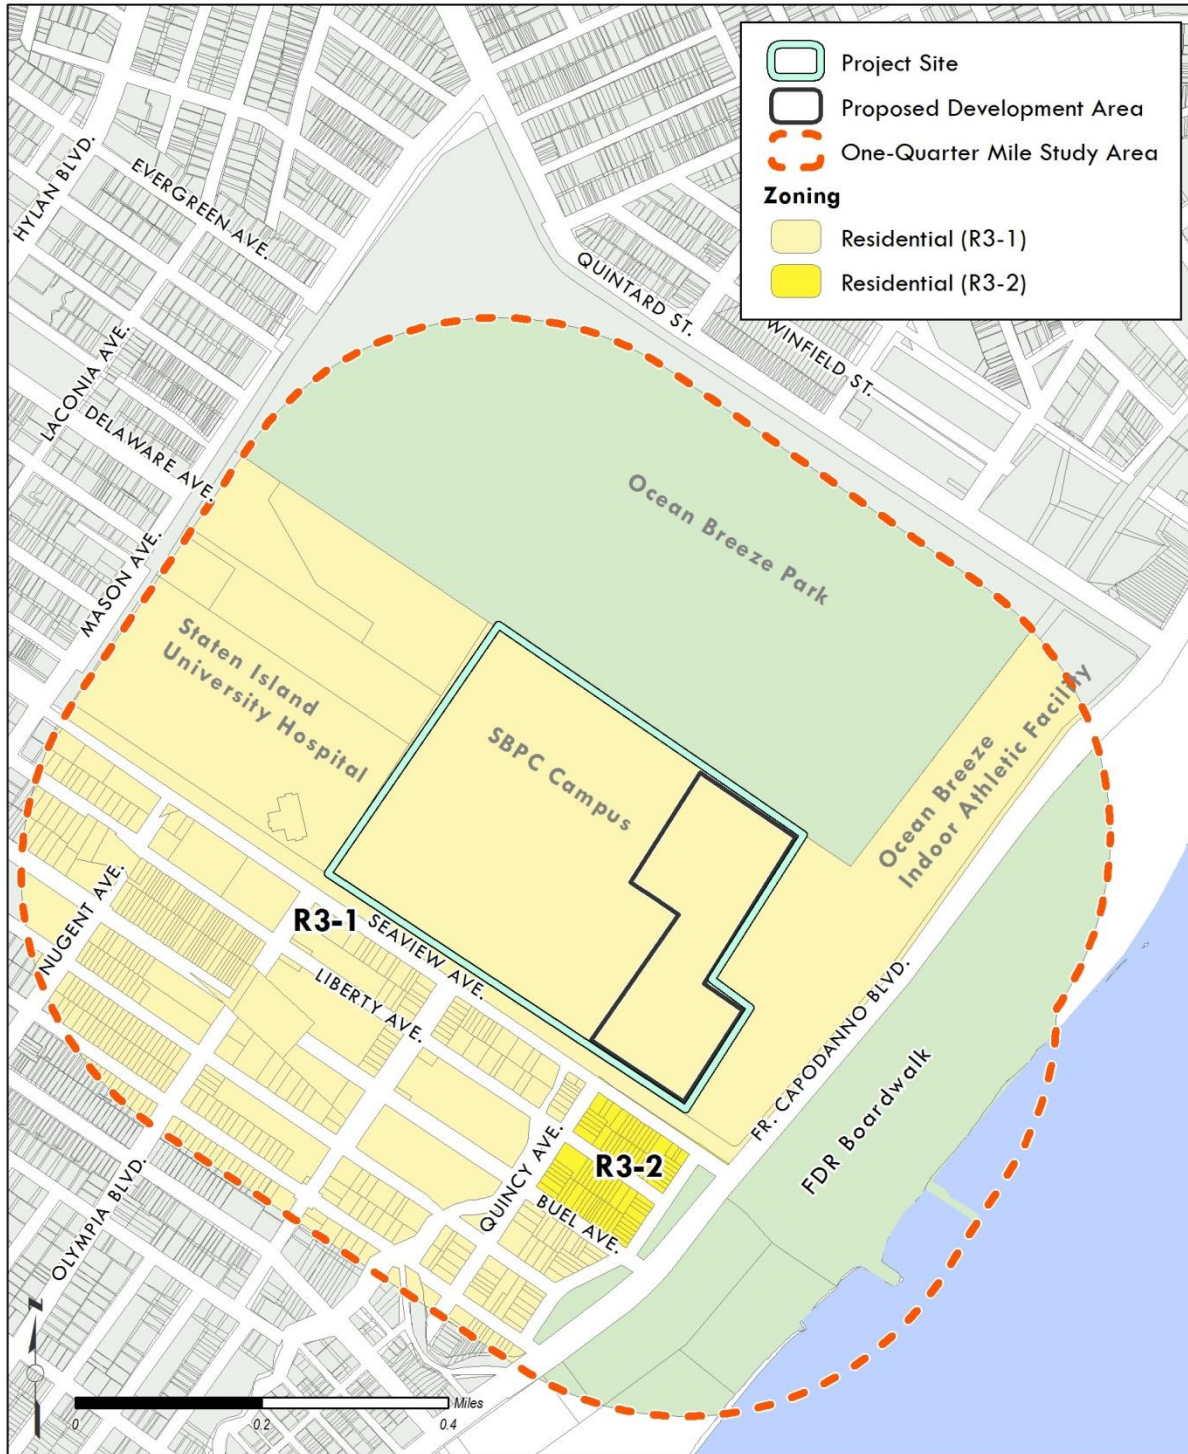 Project Site
Proposed Development Area
One-Quarter Mile Study Area
Zoning
Residential (R3-1)
Residential (R3-2)
HYLAN BLVD.
EVERGREEN AVE.
QUINTARD ST.
WINFIELD ST.
LACONIA AVE.
DELAWARE AVE.
MASON AVE.
Ocean Breeze Park
Staten Island
University Hospital
SBPC Campus
Ocean Breeze
Indoor Athletic Facility
NUGENT AVE.
R3-1
SEAVIEW AVE.
LIBERTY AVE.
FR. CAPODANNO BLVD.
FDR Boardwalk
QUINCY AVE.
R3-2
BUEL AVE.
OLYMPIA BLVD.
N
Miles
0
0.2
0.4